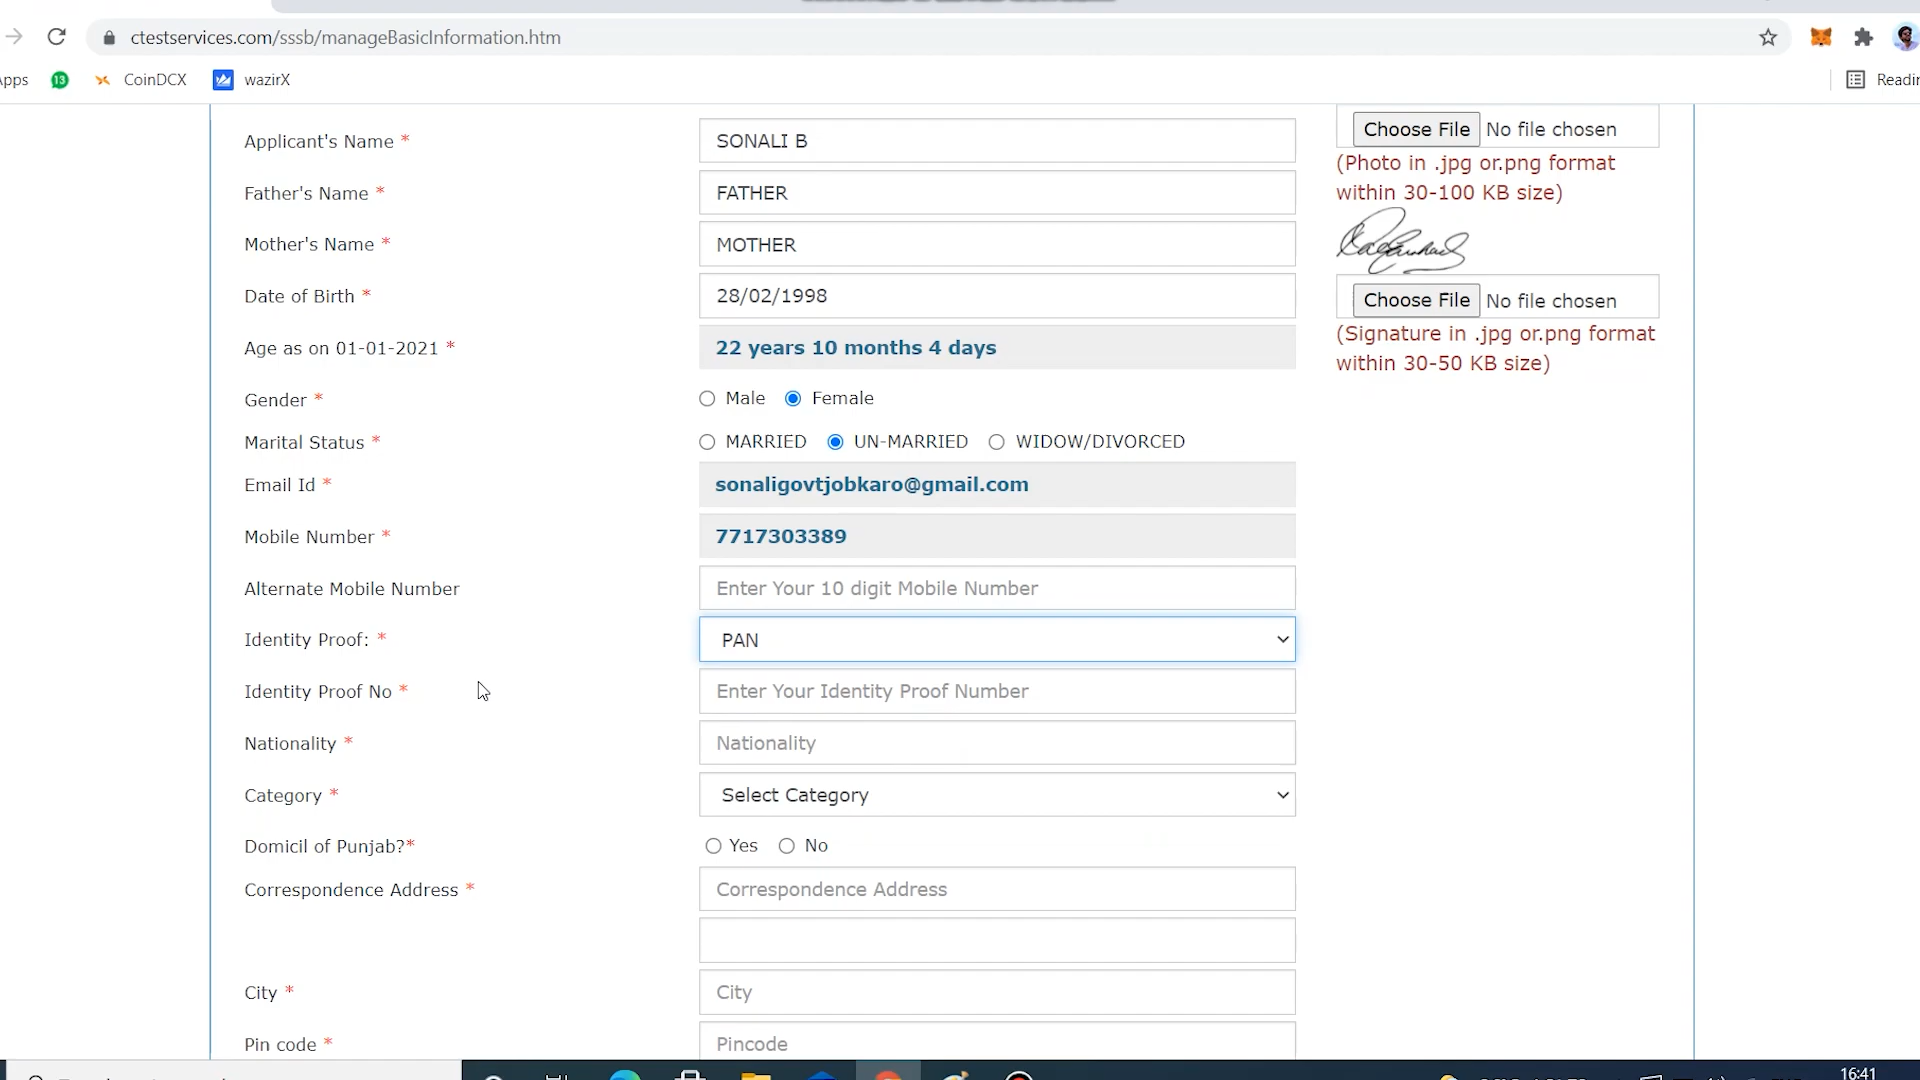 ctestservices.com/sssb/manageBasicInformation.htm
13
CoinDCX
wazirX
Applicant's Name *
SONALI B
Choose File No file chosen
(Photo in .jpg or.png format
within 30-100 KB size)
Father's Name *
FATHER
Mother's Name *
MOTHER
Date of Birth *
28/02/1998
Choose File No file chosen
(Signature in .jpg or.png format
within 30-50 KB size)
Age as on 01-01-2021 *
22 years 10 months 4 days
Gender *
Male Female
Marital Status *
MARRIED UN-MARRIED WIDOW/DIVORCED
Email Id *
sonaligovtjobkaro@gmail.com
Mobile Number *
7717303389
Alternate Mobile Number
Enter Your 10 digit Mobile Number
Identity Proof: *
PAN
Identity Proof No *
Enter Your Identity Proof Number
Nationality *
Nationality
Category *
Select Category
Domicil of Punjab?*
Yes No
Correspondence Address *
Correspondence Address
City *
City
Pin code *
Pincode
16:41